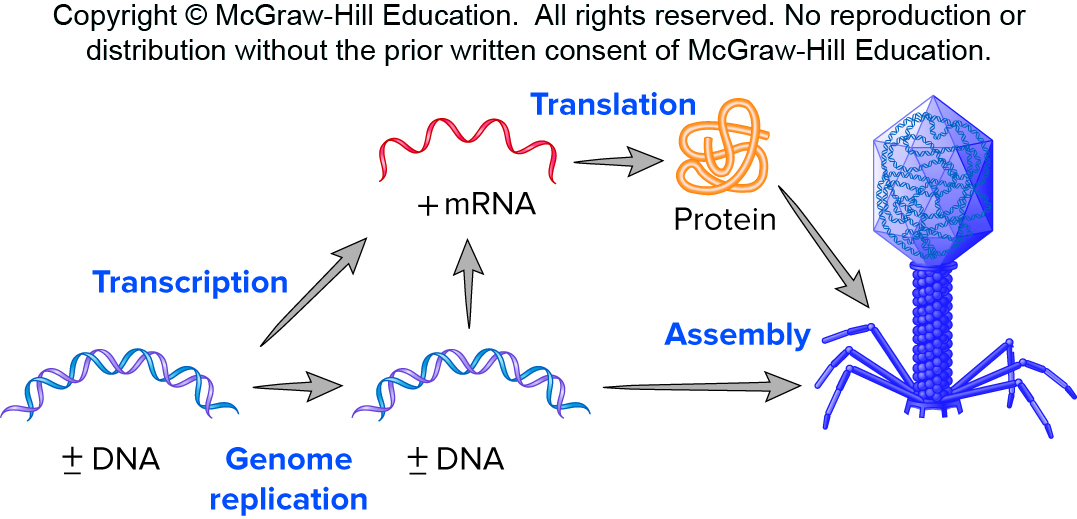 Copyright © McGraw-Hill Education.  All rights reserved. No reproduction or
distribution without the prior written consent of McGraw-Hill Education.
Translation
+ mRNA
Protein
Transcription
Assembly
± DNA
Genome
replication
± DNA